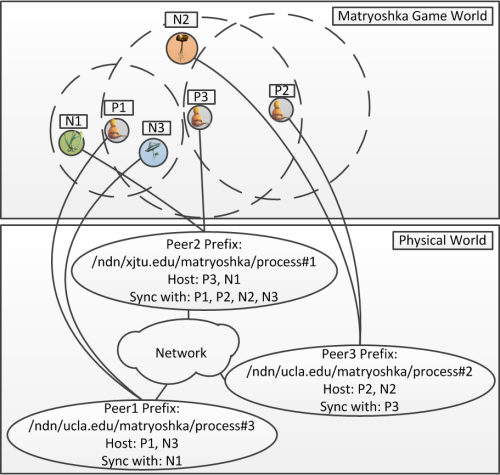 Matryoshka Game World
N2
P1
P3
P2
N1
N3
Physical World
Peer2 Prefix:
/ndn/xjtu.edu/matryoshka/process#1
Host: P3, N1
Sync with: P1, P2, N2, N3
Network
Peer3 Prefix:
/ndn/ucla.edu/matryoshka/process#2
Host: P2, N2
Sync with: P3
Peer1 Prefix:
/ndn/ucla.edu/matryoshka/process#3
Host: P1, N3
Sync with: N1